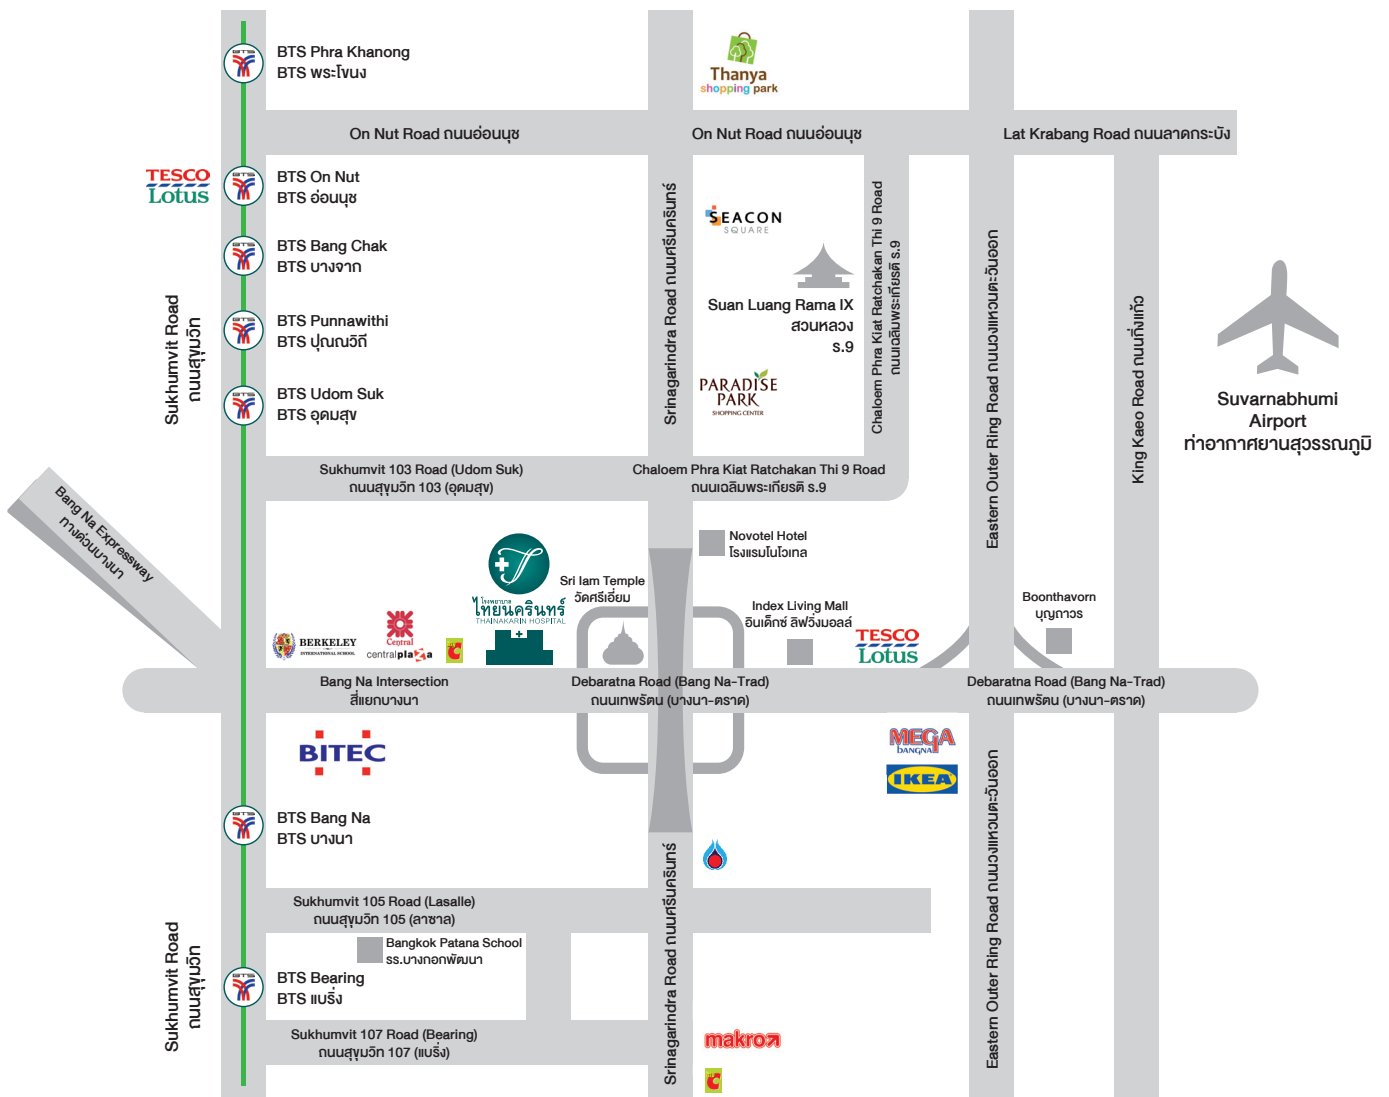 BTS
BTS Phra Khanong
BTS พระโขนง
Thanya
shopping park
On Nut Road ถนนอ่อนนุช
On Nut Road ถนนอ่อนนุช
Lat Krabang Road ถนนลาดกระบัง
TESCO
Lotus
BTS
BTS On Nut
BTS อ่อนนุช
BTS
BTS Bang Chak
BTS บางจาก
BTS
BTS Punnawithi
BTS ปุณณวิถี
BTS
BTS Udom Suk
BTS อุดมสุข
Sukhumvit Road
ถนนสุขุมวิท
Srinagarindra Road ถนนศรีนครินทร์
SEACON
SQUARE
Suan Luang Rama IX
สวนหลวง
ร.9
PARADISE
PARK
SHOPPING CENTER
Chaloem Phra Kiat Ratchakan Thi 9 Road
ถนนเฉลิมพระเกียรติ ร.9
Eastern Outer Ring Road ถนนวงแหวนตะวันออก
King Kaeo Road ถนนกิ่งแก้ว
Suvarnabhumi
Airport
ท่าอากาศยานสุวรรณภูมิ
Sukhumvit 103 Road (Udom Suk)
ถนนสุขุมวิท 103 (อุดมสุข)
Chaloem Phra Kiat Ratchakan Thi 9 Road
ถนนเฉลิมพระเกียรติ ร.9
Bang Na Expressway
ทางด่วนบางนา
Novotel Hotel
โรงแรมโนโวเทล
โรงพยาบาล
ไทยนครินทร์
THAINAKARIN HOSPITAL
Sri Iam Temple
วัดศรีเอี่ยม
Index Living Mall
อินเด็กซ์ ลิฟวิ่งมอลล์
Boonthavorn
บุญถาวร
BERKELEY
INTERNATIONAL SCHOOL
Central
centralplaza
TESCO
Lotus
Bang Na Intersection
สี่แยกบางนา
Debaratna Road (Bang Na-Trad)
ถนนเทพรัตน (บางนา-ตราด)
Debaratna Road (Bang Na-Trad)
ถนนเทพรัตน (บางนา-ตราด)
BITEC
MEGA
BANGNA
IKEA
BTS
BTS Bang Na
BTS บางนา
Srinagarindra Road ถนนศรีนครินทร์
Eastern Outer Ring Road ถนนวงแหวนตะวันออก
Sukhumvit 105 Road (Lasalle)
ถนนสุขุมวิท 105 (ลาซาล)
Sukhumvit Road
ถนนสุขุมวิท
Bangkok Patana School
รร.บางกอกพัฒนา
BTS
BTS Bearing
BTS แบริ่ง
Sukhumvit 107 Road (Bearing)
ถนนสุขุมวิท 107 (แบริ่ง)
makro